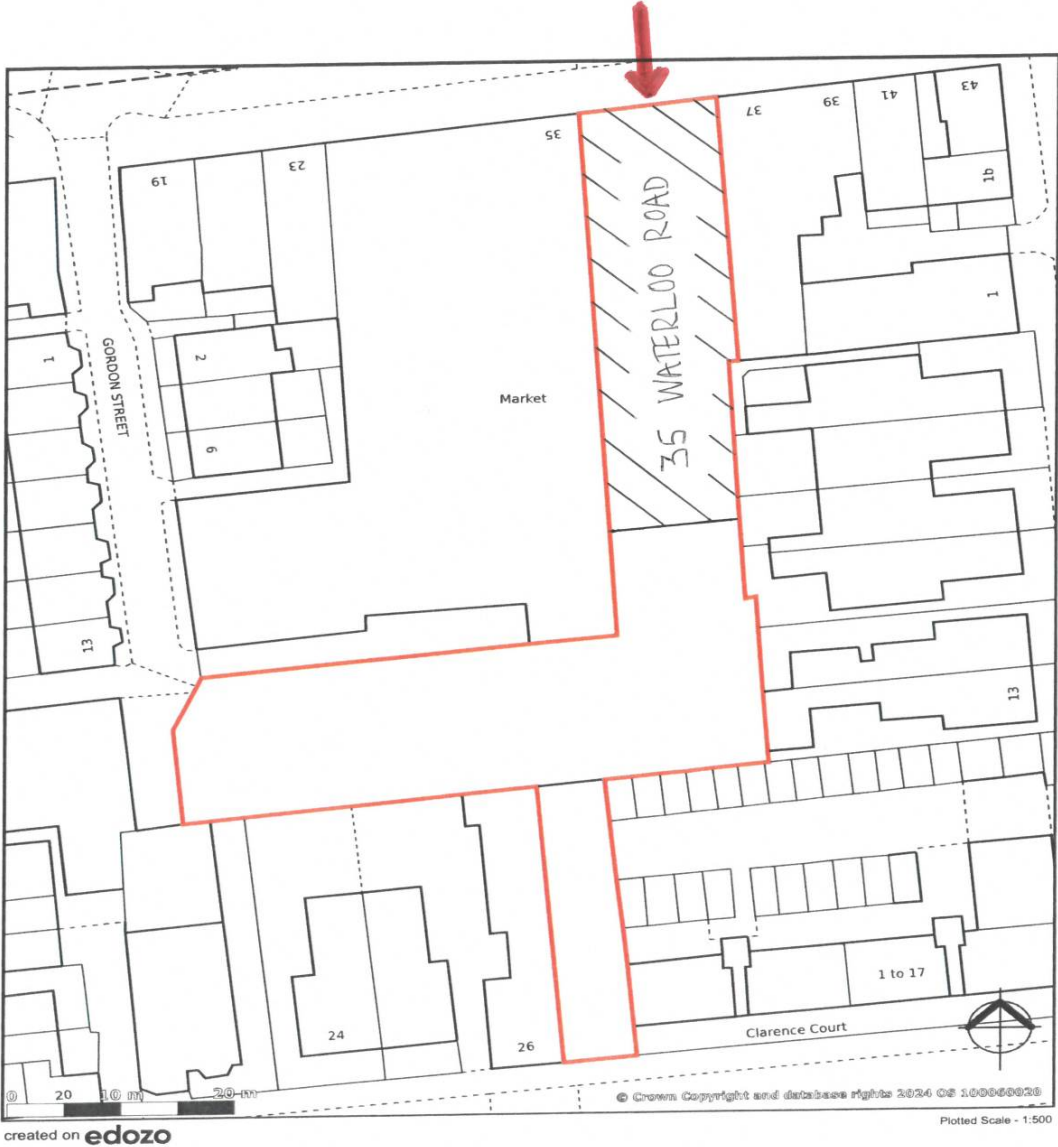 35
37
39
41
43
19
23
1b
35 WATERLOO ROAD
1
GORDON STREET
1
2
Market
6
13
13
1 to 17
24
26
Clarence Court
0 20 10 m 20 m
© Crown Copyright and database rights 2024 OS 100060020
Plotted Scale - 1:500
created on edozo